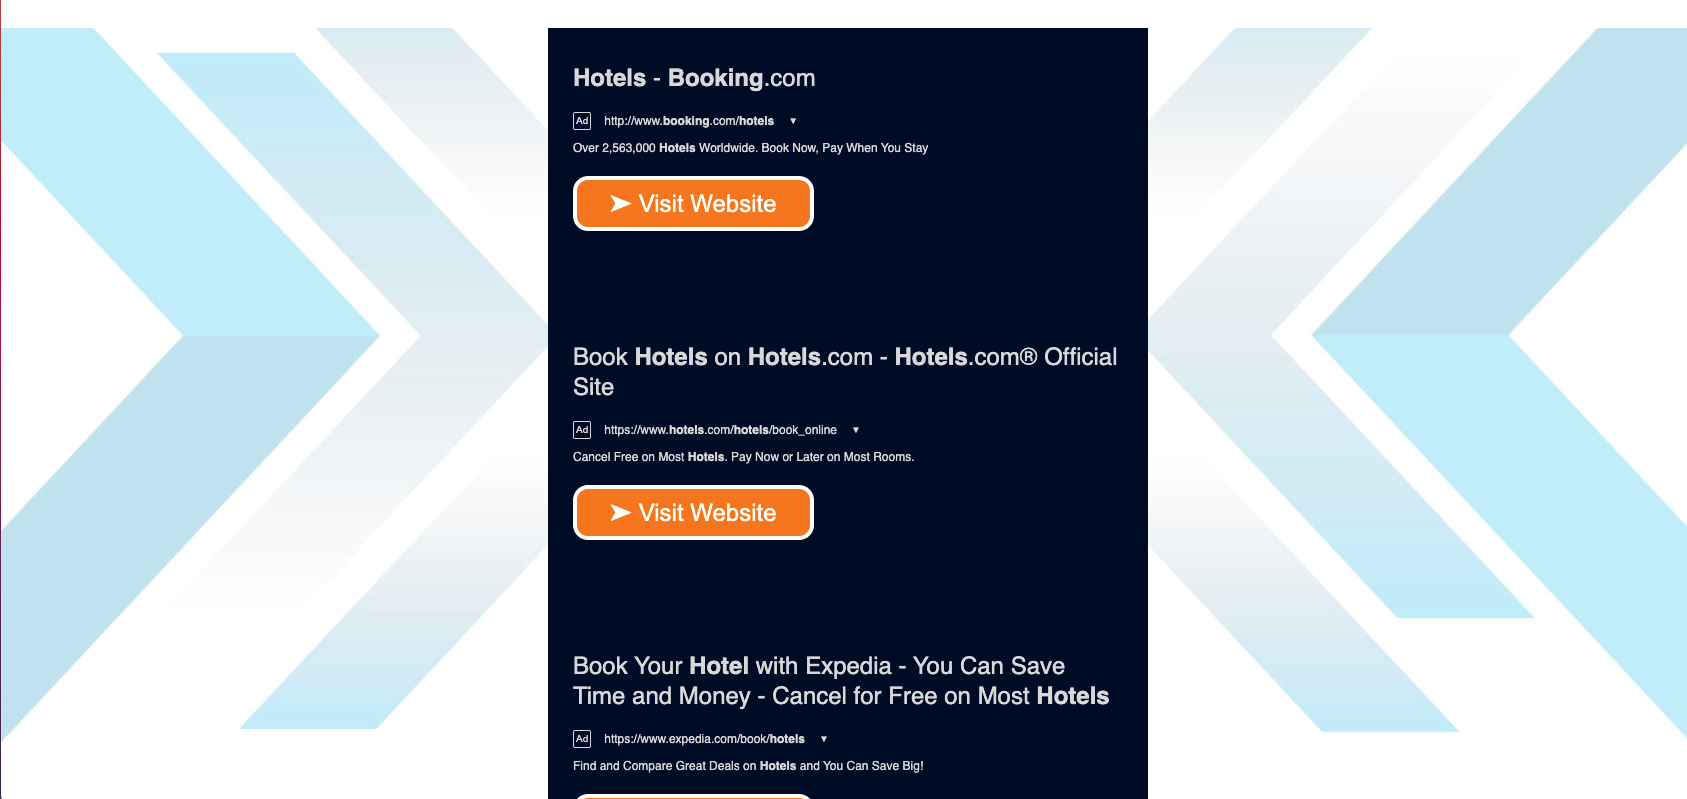 Hotels - Booking.com
Ad http://www.booking.com/hotels ▼
Over 2,563,000 Hotels Worldwide. Book Now, Pay When You Stay
➤ Visit Website
Book Hotels on Hotels.com - Hotels.com® Official
Site
Ad https://www.hotels.com/hotels/book_online ▼
Cancel Free on Most Hotels. Pay Now or Later on Most Rooms.
➤ Visit Website
Book Your Hotel with Expedia - You Can Save
Time and Money - Cancel for Free on Most Hotels
Ad https://www.expedia.com/book/hotels ▼
Find and Compare Great Deals on Hotels and You Can Save Big!